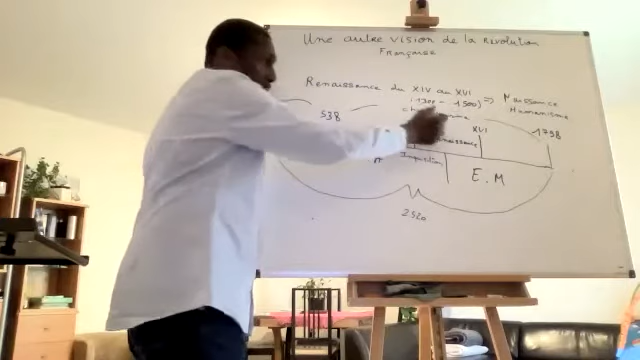 Une autre vision de la Révolution
Française
Renaissance du XIV au XVI
(1300 - 1500) => Naissance
Humanisme
538
XVI
1798
Inquisition
E.M
2520